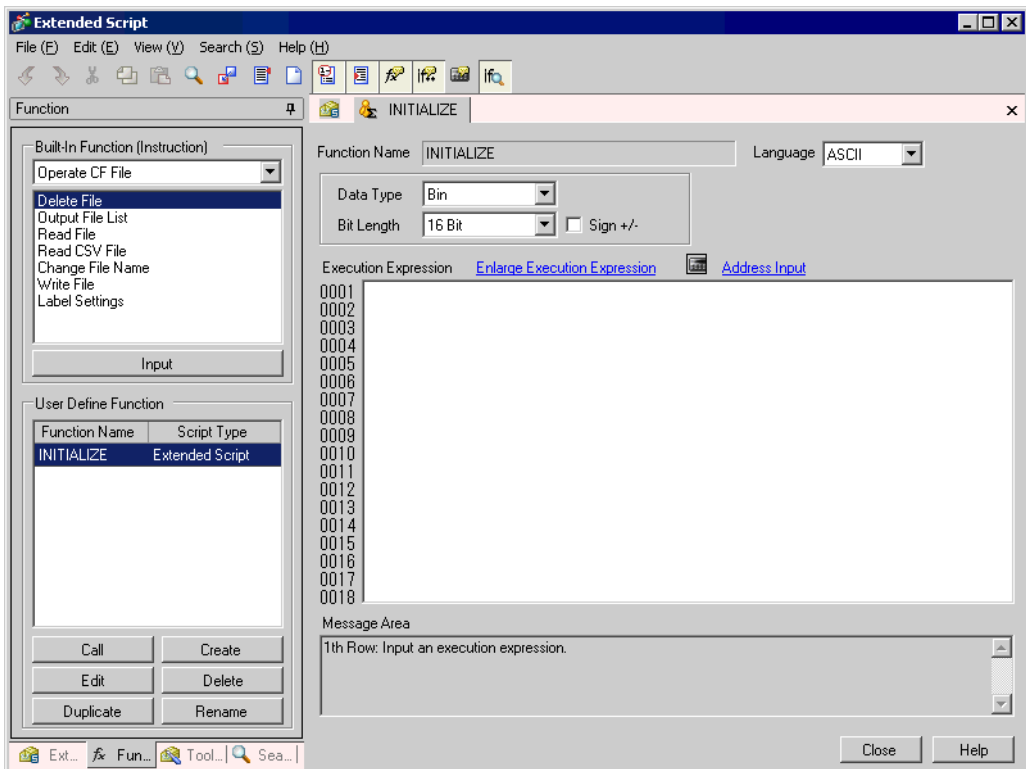 Extended Script
File (F) Edit (E) View (V) Search (S) Help (H)
Function
INITIALIZE
Built-In Function (Instruction)
Operate CF File
Delete File
Output File List
Read File
Read CSV File
Change File Name
Write File
Label Settings
Input
User Define Function
Function Name Script Type
INITIALIZE Extended Script
Call Create
Edit Delete
Duplicate Rename
Ext... fx Fun... Tool... Sea...
Function Name INITIALIZE Language ASCII
Data Type Bin
Bit Length 16 Bit Sign +/-
Execution Expression Enlarge Execution Expression Address Input
0001
0002
0003
0004
0005
0006
0007
0008
0009
0010
0011
0012
0013
0014
0015
0016
0017
0018
Message Area
1th Row: Input an execution expression.
Close Help